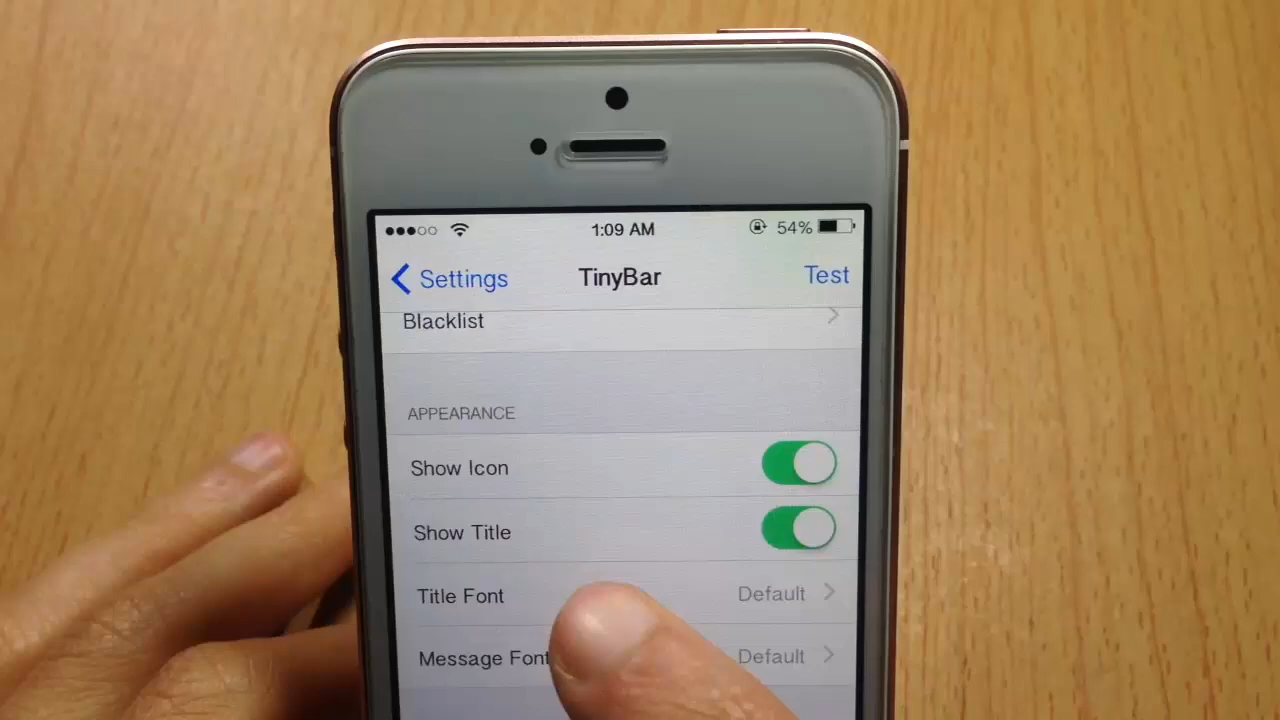 1:09 AM 54%
Settings TinyBar Test
Blacklist
APPEARANCE
Show Icon
Show Title
Title Font Default
Message Font Default